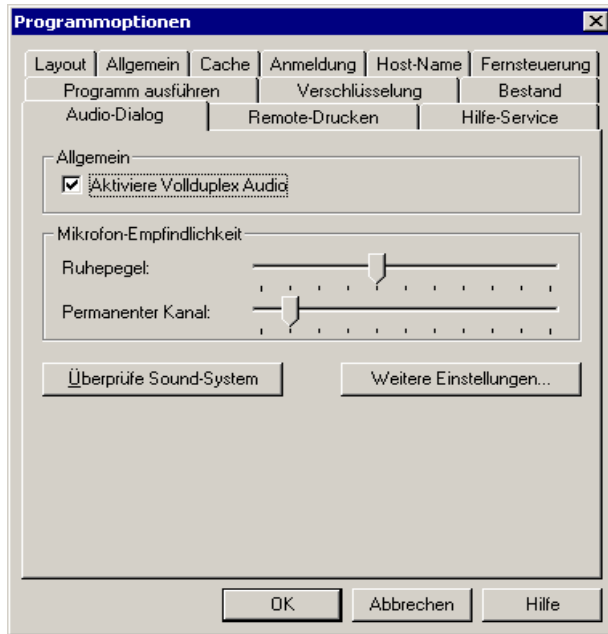 Programmoptionen
Layout Allgemein Cache Anmeldung Host-Name Fernsteuerung
Programm ausführen Verschlüsselung Bestand
Audio-Dialog Remote-Drucken Hilfe-Service
Allgemein
Aktiviere Vollduplex Audio
Mikrofon-Empfindlichkeit
Ruhepegel:
Permanenter Kanal:
Überprüfe Sound-System Weitere Einstellungen...
OK Abbrechen Hilfe